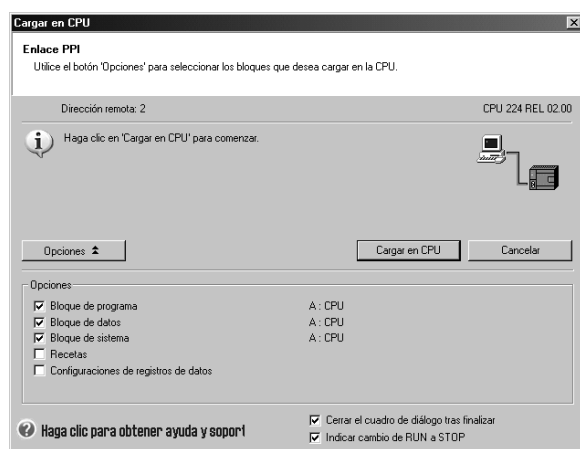 Cargar en CPU
Enlace PPI
Utilice el botón 'Opciones' para seleccionar los bloques que desea cargar en la CPU.
Dirección remota: 2 CPU 224 REL 02.00
Haga clic en 'Cargar en CPU' para comenzar.
Opciones Cargar en CPU Cancelar
Opciones
Bloque de programa A : CPU
Bloque de datos A : CPU
Bloque de sistema A : CPU
Recetas
Configuraciones de registros de datos
Cerrar el cuadro de diálogo tras finalizar
Haga clic para obtener ayuda y soport
Indicar cambio de RUN a STOP